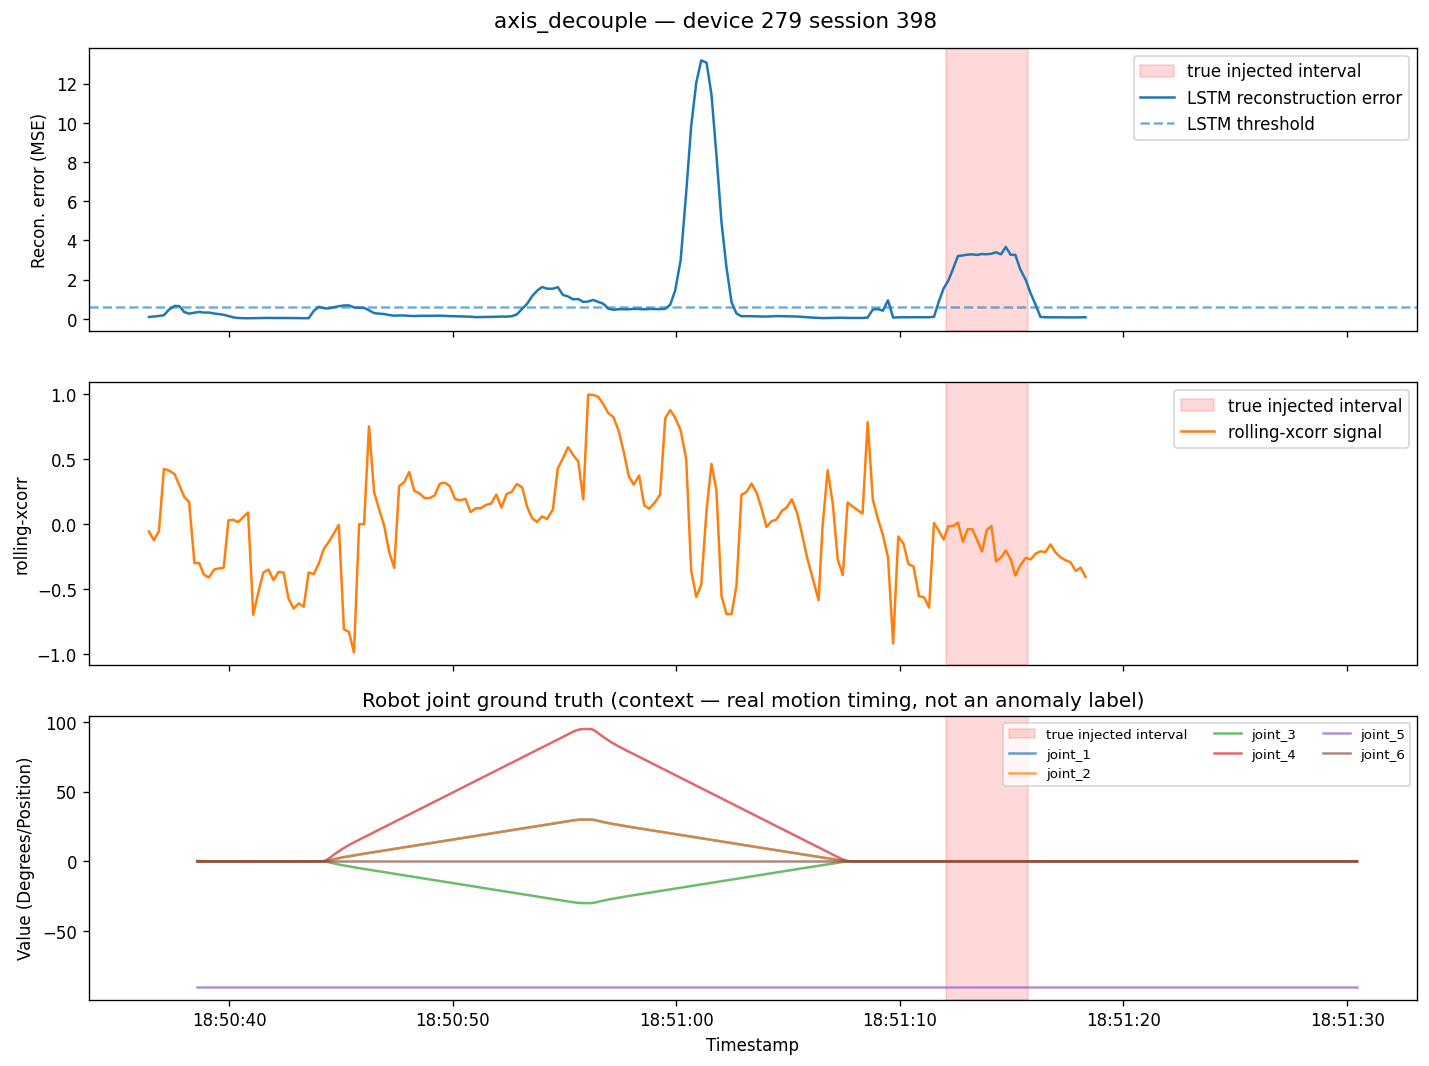 axis_decouple — device 279 session 398
Recon. error (MSE)
12
10
8
6
4
2
0
true injected interval
LSTM reconstruction error
LSTM threshold
rolling-xcorr
1.0
0.5
0.0
−0.5
−1.0
true injected interval
rolling-xcorr signal
Robot joint ground truth (context — real motion timing, not an anomaly label)
Value (Degrees/Position)
100
50
0
−50
true injected interval
joint_1
joint_2
joint_3
joint_4
joint_5
joint_6
18:50:40
18:50:50
18:51:00
18:51:10
18:51:20
18:51:30
Timestamp